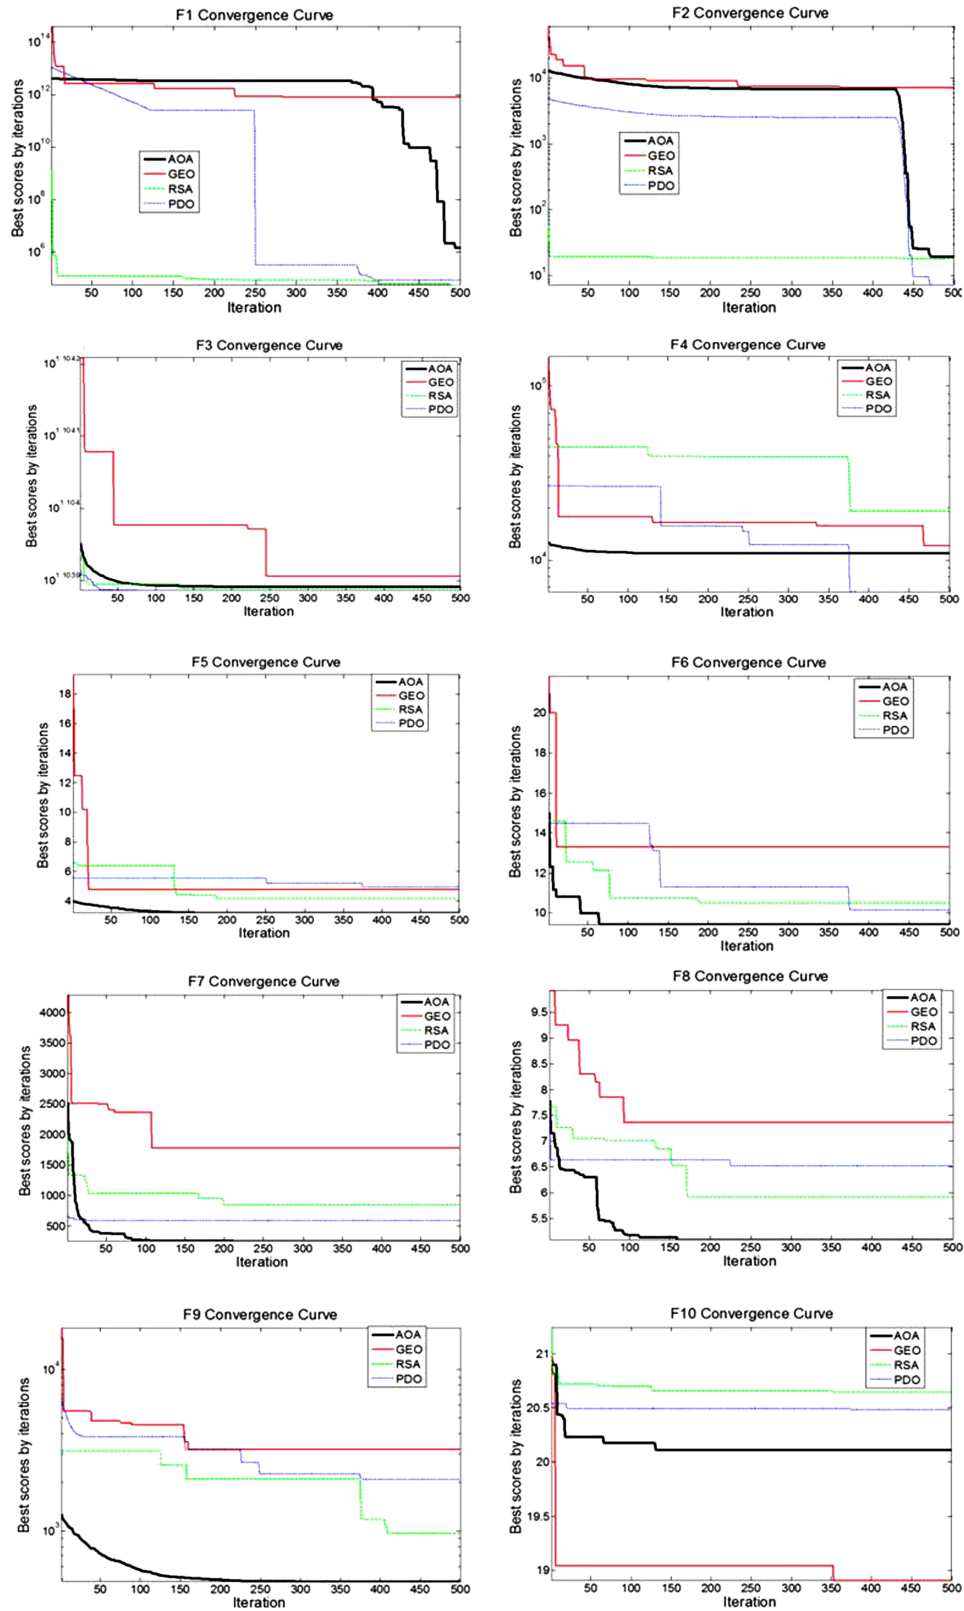 F1 Convergence Curve
Best scores by iterations
10^14
10^12
10^10
10^8
10^6
AOA
GEO
RSA
PDO
50 100 150 200 250 300 350 400 450 500
Iteration
F2 Convergence Curve
Best scores by iterations
10^4
10^3
10^2
10^1
AOA
GEO
RSA
PDO
50 100 150 200 250 300 350 400 450 500
Iteration
F3 Convergence Curve
Best scores by iterations
10^1.1042
10^1.1041
10^1.104
10^1.1039
AOA
GEO
RSA
PDO
50 100 150 200 250 300 350 400 450 500
Iteration
F4 Convergence Curve
Best scores by iterations
10^5
10^4
AOA
GEO
RSA
PDO
50 100 150 200 250 300 350 400 450 500
Iteration
F5 Convergence Curve
Best scores by iterations
18
16
14
12
10
8
6
4
AOA
GEO
RSA
PDO
50 100 150 200 250 300 350 400 450 500
Iteration
F6 Convergence Curve
Best scores by iterations
20
18
16
14
12
10
AOA
GEO
RSA
PDO
50 100 150 200 250 300 350 400 450 500
Iteration
F7 Convergence Curve
Best scores by iterations
4000
3500
3000
2500
2000
1500
1000
500
AOA
GEO
RSA
PDO
50 100 150 200 250 300 350 400 450 500
Iteration
F8 Convergence Curve
Best scores by iterations
9.5
9
8.5
8
7.5
7
6.5
6
5.5
AOA
GEO
RSA
PDO
50 100 150 200 250 300 350 400 450 500
Iteration
F9 Convergence Curve
Best scores by iterations
10^4
10^3
AOA
GEO
RSA
PDO
50 100 150 200 250 300 350 400 450 500
Iteration
F10 Convergence Curve
Best scores by iterations
21
20.5
20
19.5
19
AOA
GEO
RSA
PDO
50 100 150 200 250 300 350 400 450 500
Iteration